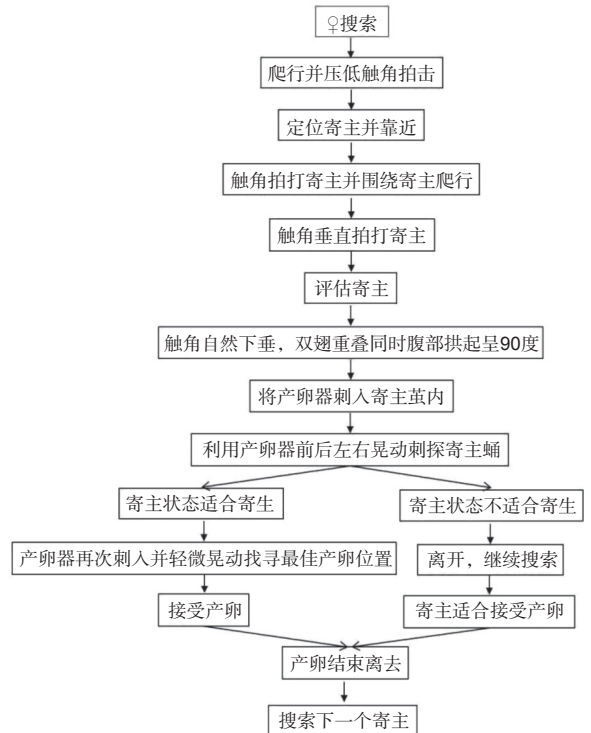 ♀搜索
爬行并压低触角拍击
定位寄主并靠近
触角拍打寄主并围绕寄主爬行
触角垂直拍打寄主
评估寄主
触角自然下垂，双翅重叠同时腹部拱起呈90度
将产卵器刺入寄主茧内
利用产卵器前后左右晃动刺探寄主蛹
寄主状态适合寄生
寄主状态不适合寄生
产卵器再次刺入并轻微晃动找寻最佳产卵位置
离开，继续搜索
接受产卵
寄主适合接受产卵
产卵结束离去
搜索下一个寄主